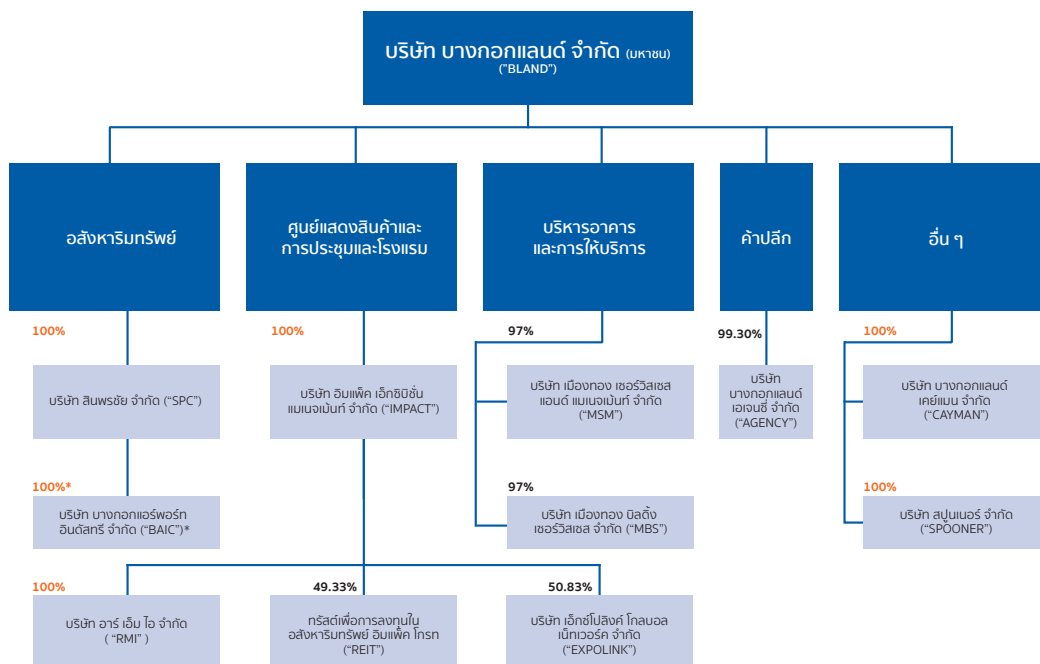 บริษัท บางกอกแลนด์ จำกัด (มหาชน)
("BLAND")
อสังหาริมทรัพย์
ศูนย์แสดงสินค้าและ
การประชุมและโรงแรม
บริหารอาคาร
และการให้บริการ
ค้าปลีก
อื่น ๆ
100%
100%
97%
99.30%
100%
บริษัท สินพรชัย จำกัด (“SPC”)
บริษัท อิมแพ็ค เอ็กซิบิชั่น
แมเนจเม้นท์ จำกัด (“IMPACT”)
บริษัท เมืองทอง เซอร์วิสเซส
แอนด์ แมเนจเม้นท์ จำกัด
(“MSM”)
บริษัท
บางกอกแลนด์
เอเจนซี่ จำกัด
(“AGENCY”)
บริษัท บางกอกแลนด์
เคย์แมน จำกัด
(“CAYMAN”)
100%*
97%
100%
บริษัท บางกอกแอร์พอร์ท
อินดัสทรี จำกัด (“BAIC”)*
บริษัท เมืองทอง บิลดิ้ง
เซอร์วิสเซส จำกัด (“MBS”)
บริษัท สปูนเนอร์ จำกัด
(“SPOONER”)
100%
49.33%
50.83%
บริษัท อาร์ เอ็ม ไอ จำกัด
( “RMI” )
ทรัสต์เพื่อการลงทุนใน
อสังหาริมทรัพย์ อิมแพ็ค โกรท
(“REIT”)
บริษัท เอ็กซ์โปลิงค์ โกลบอล
เน็ทเวอร์ค จำกัด
(“EXPOLINK”)